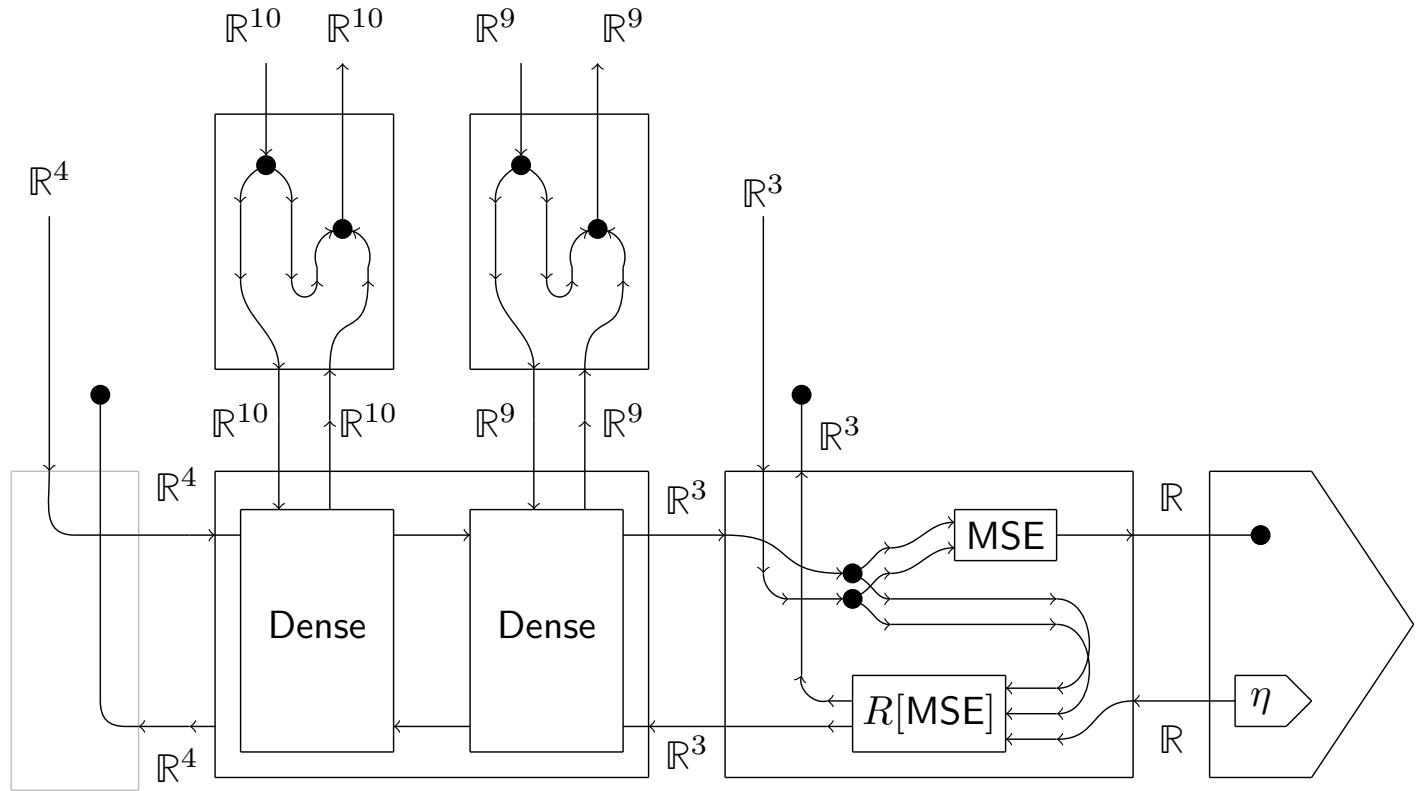 ℝ¹⁰ ℝ¹⁰ ℝ⁹ ℝ⁹
ℝ⁴ ℝ³
ℝ¹⁰ ℝ¹⁰ ℝ⁹ ℝ⁹ ℝ³
ℝ⁴ ℝ³ ℝ
MSE
Dense Dense
R[MSE] η
ℝ⁴ ℝ³ ℝ